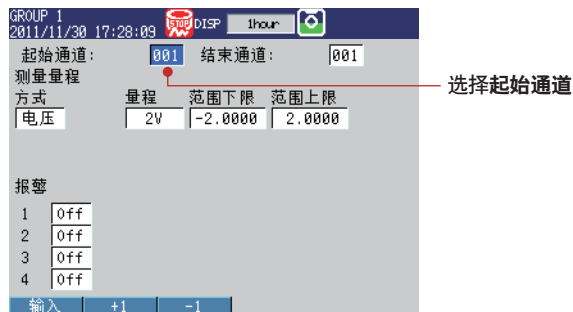 GROUP 1
2011/11/30 17:28:09 STOP DISP 1hour
起始通道: 001 结束通道: 001
测量量程
方式 量程 范围下限 范围上限
电压 2V -2.0000 2.0000
选择起始通道
报警
1 Off
2 Off
3 Off
4 Off
输入 +1 -1